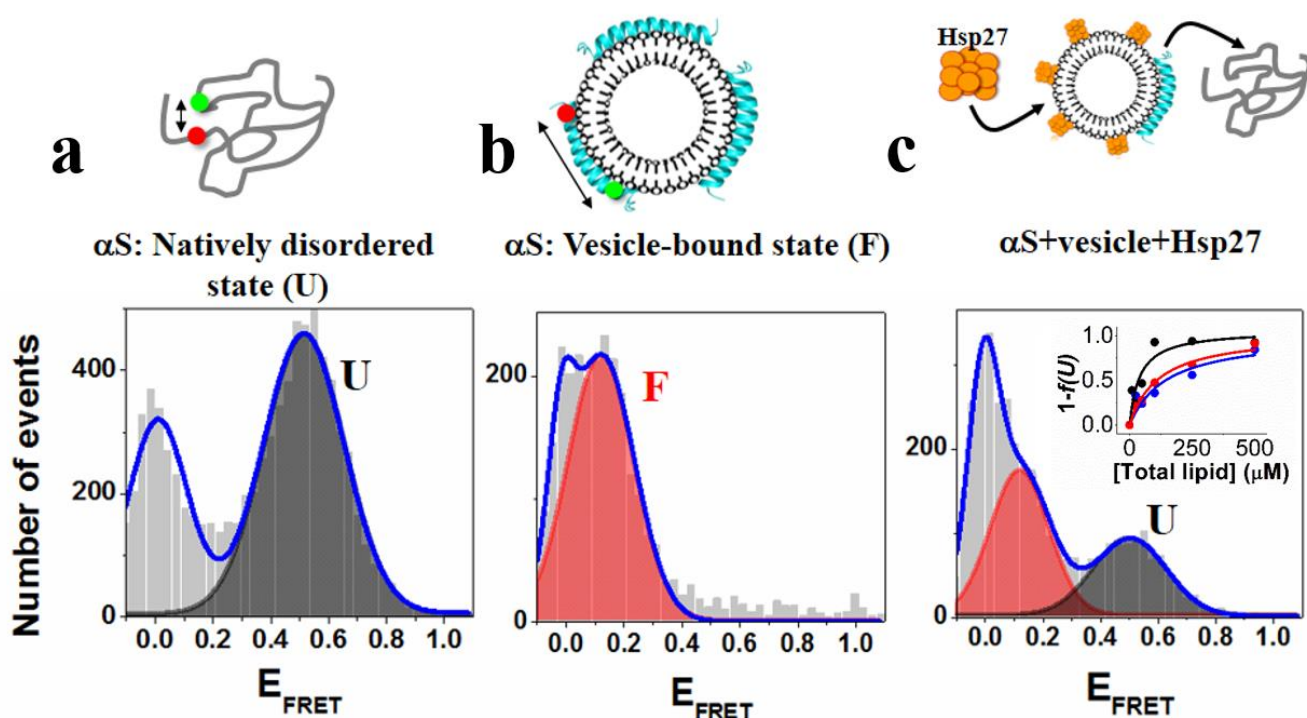 a
αS: Natively disordered
state (U)
b
αS: Vesicle-bound state (F)
c
Hsp27
αS+vesicle+Hsp27
Number of events
400
200
0
U
0.0 0.2 0.4 0.6 0.8 1.0
E_FRET
200
0
F
0.0 0.2 0.4 0.6 0.8 1.0
E_FRET
200
0
U
0.0 0.2 0.4 0.6 0.8 1.0
E_FRET
1-f(U)
1.0
0.5
0.0
0 250 500
[Total lipid] (μM)